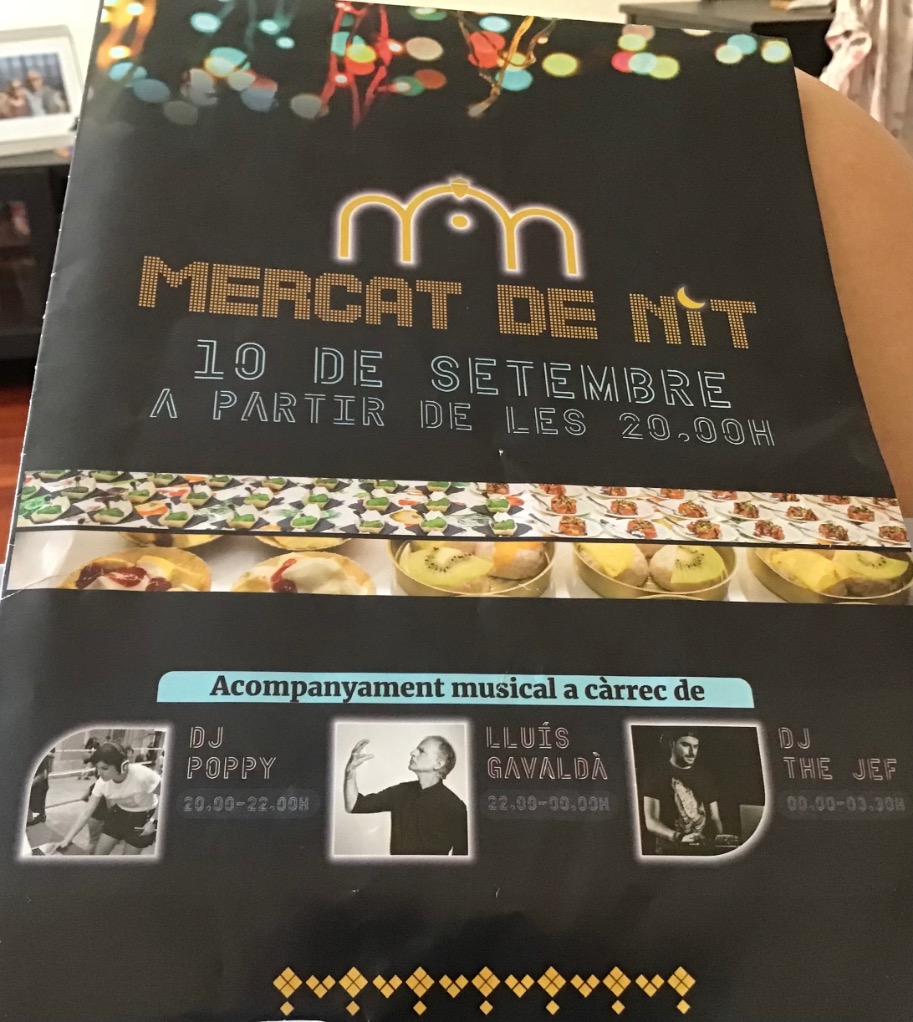 MERCAT DE NIT
10 DE SETEMBRE
A PARTIR DE LES 20.00H
Acompanyament musical a càrrec de
DJ
POPPY
20.00-22.00H
LLUÍS
GAVALDÀ
22.00-00.00H
DJ
THE JEF
00.00-03.30H